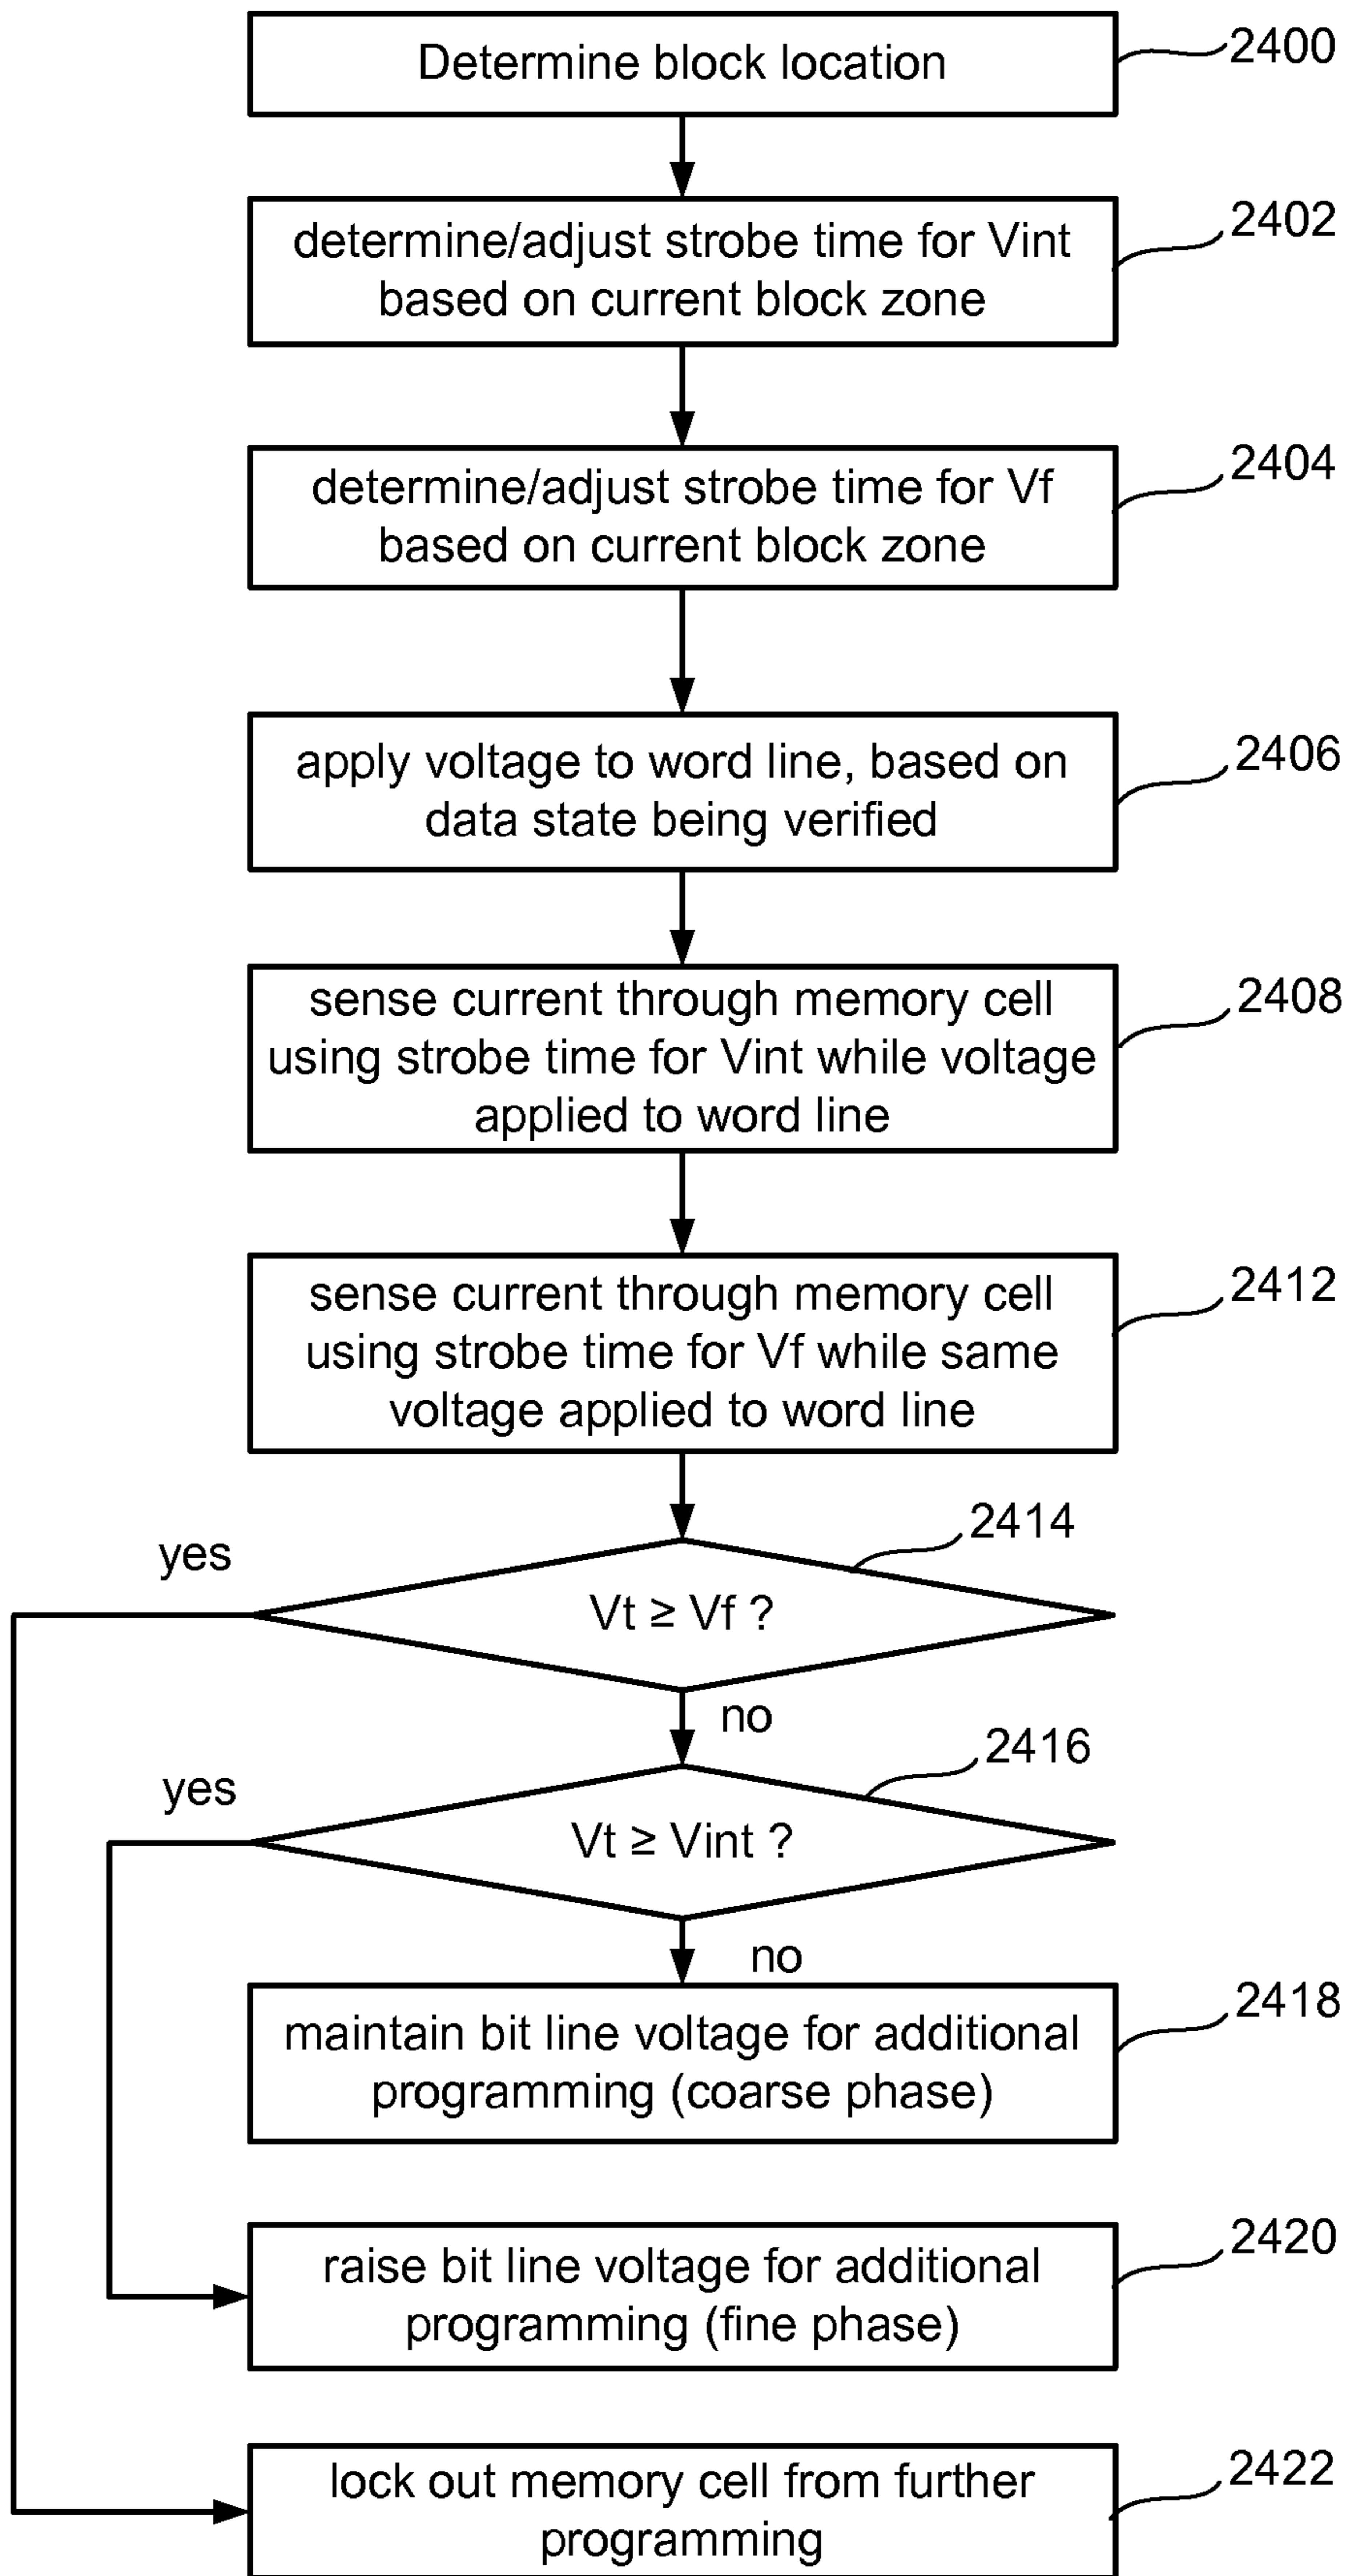 Determine block location
2400
determine/adjust strobe time for Vint
based on current block zone
2402
determine/adjust strobe time for Vf
based on current block zone
2404
apply voltage to word line, based on
data state being verified
2406
sense current through memory cell
using strobe time for Vint while voltage
applied to word line
2408
sense current through memory cell
using strobe time for Vf while same
voltage applied to word line
2412
2414
yes
Vt ≥ Vf ?
no
2416
yes
Vt ≥ Vint ?
no
maintain bit line voltage for additional
programming (coarse phase)
2418
raise bit line voltage for additional
programming (fine phase)
2420
lock out memory cell from further
programming
2422